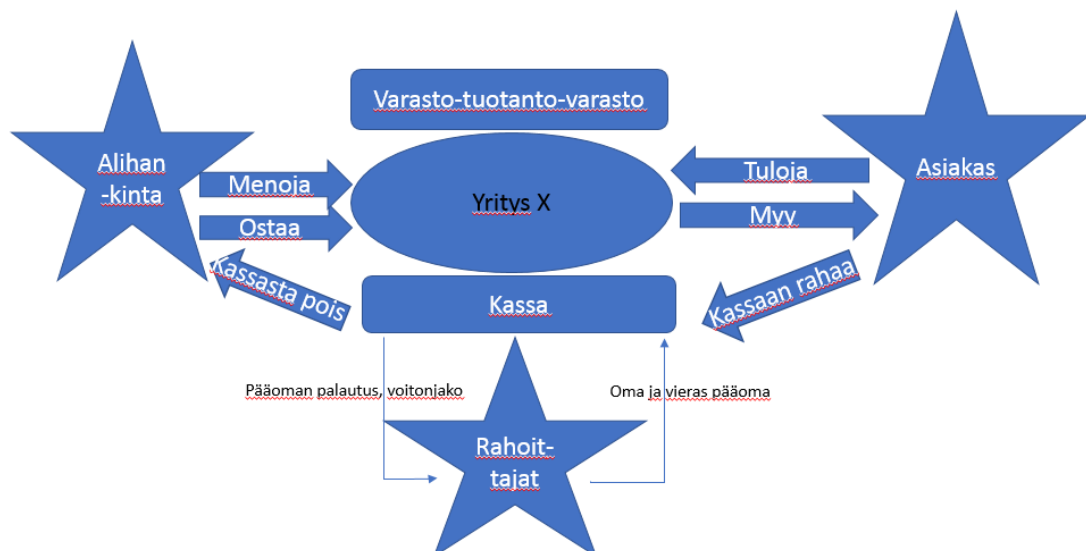 Varasto-tuotanto-varasto
Alihan
-kinta
Menoja
Ostaa
Yritys X
Tuloja
Myy
Asiakas
Kassasta pois
Kassa
Kassaan rahaa
Pääoman palautus, voitonjako
Oma ja vieras pääoma
Rahoit-
tajat